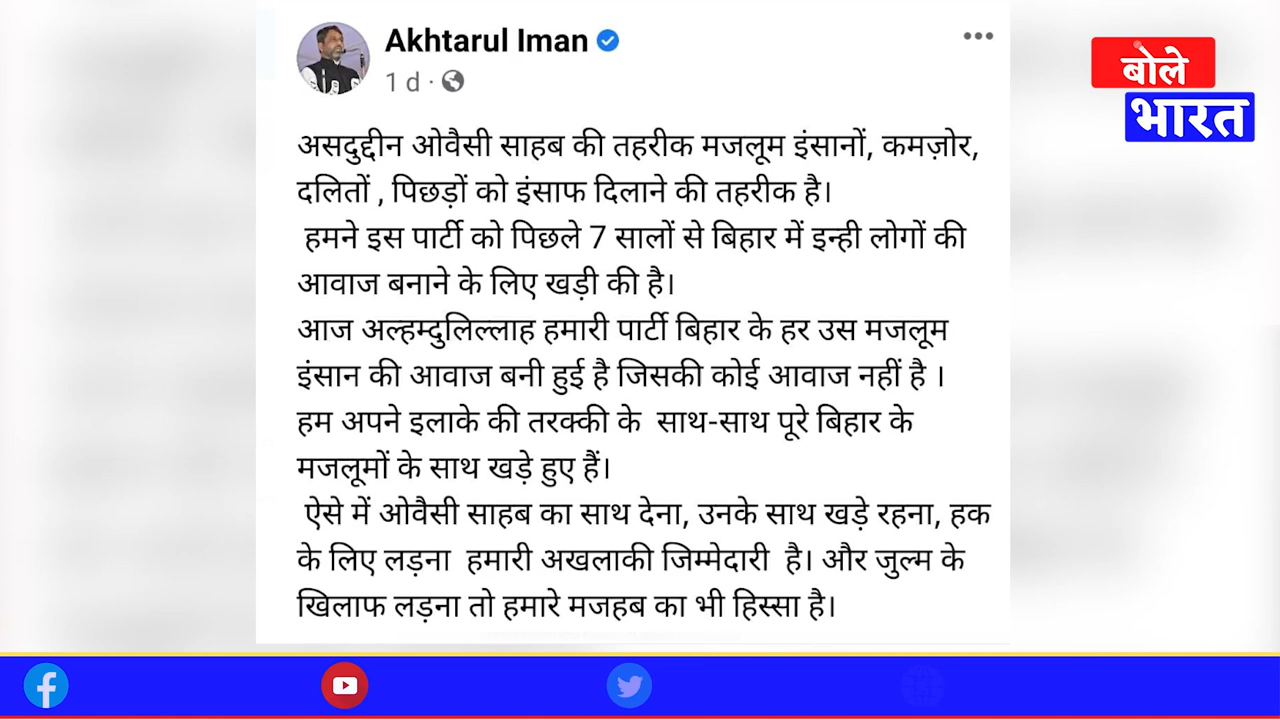 Akhtarul Iman
1 d ·
बोले
भारत
असदुद्दीन ओवैसी साहब की तहरीक मजलूम इंसानों, कमज़ोर,
दलितों , पिछड़ों को इंसाफ दिलाने की तहरीक है।
हमने इस पार्टी को पिछले 7 सालों से बिहार में इन्ही लोगों की
आवाज बनाने के लिए खड़ी की है।
आज अल्हम्दुलिल्लाह हमारी पार्टी बिहार के हर उस मजलूम
इंसान की आवाज बनी हुई है जिसकी कोई आवाज नहीं है ।
हम अपने इलाके की तरक्की के साथ-साथ पूरे बिहार के
मजलूमों के साथ खड़े हुए हैं।
ऐसे में ओवैसी साहब का साथ देना, उनके साथ खड़े रहना, हक
के लिए लड़ना हमारी अखलाकी जिम्मेदारी है। और जुल्म के
खिलाफ लड़ना तो हमारे मजहब का भी हिस्सा है।